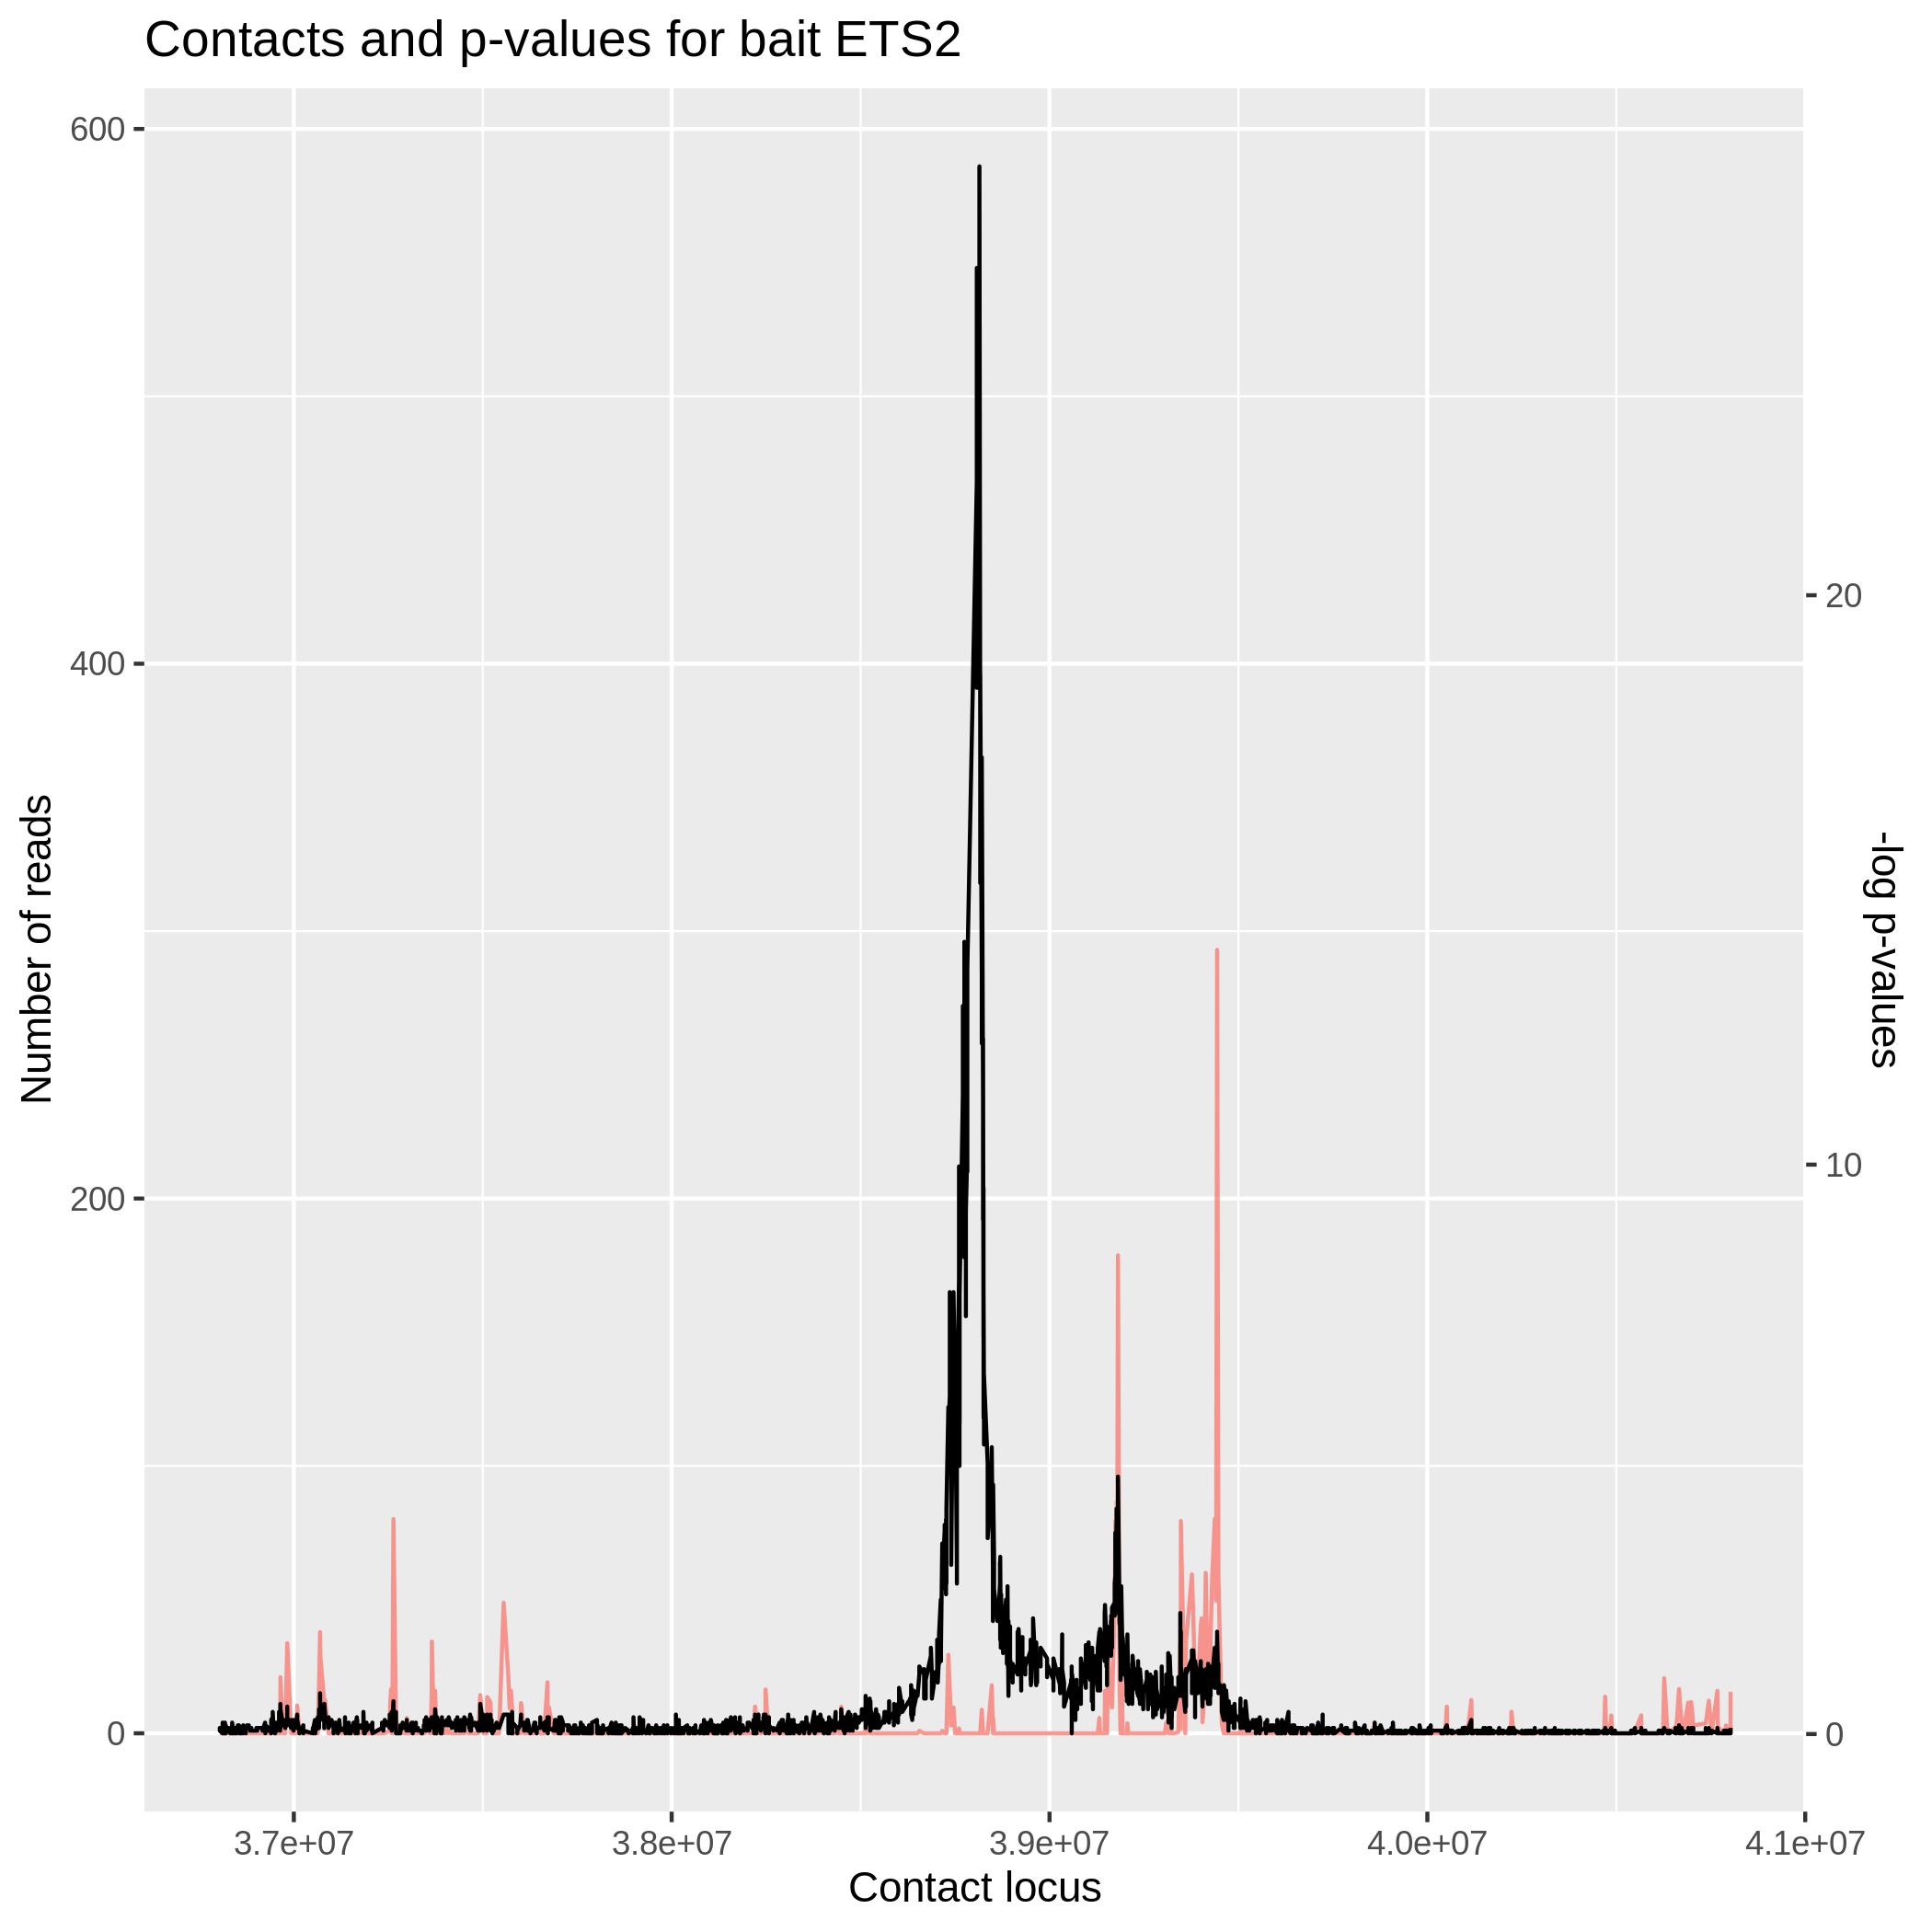 Contacts and p-values for bait ETS2
600
400
200
0
Number of reads
20
10
0
-log p-values
3.7e+07
3.8e+07
3.9e+07
4.0e+07
4.1e+07
Contact locus